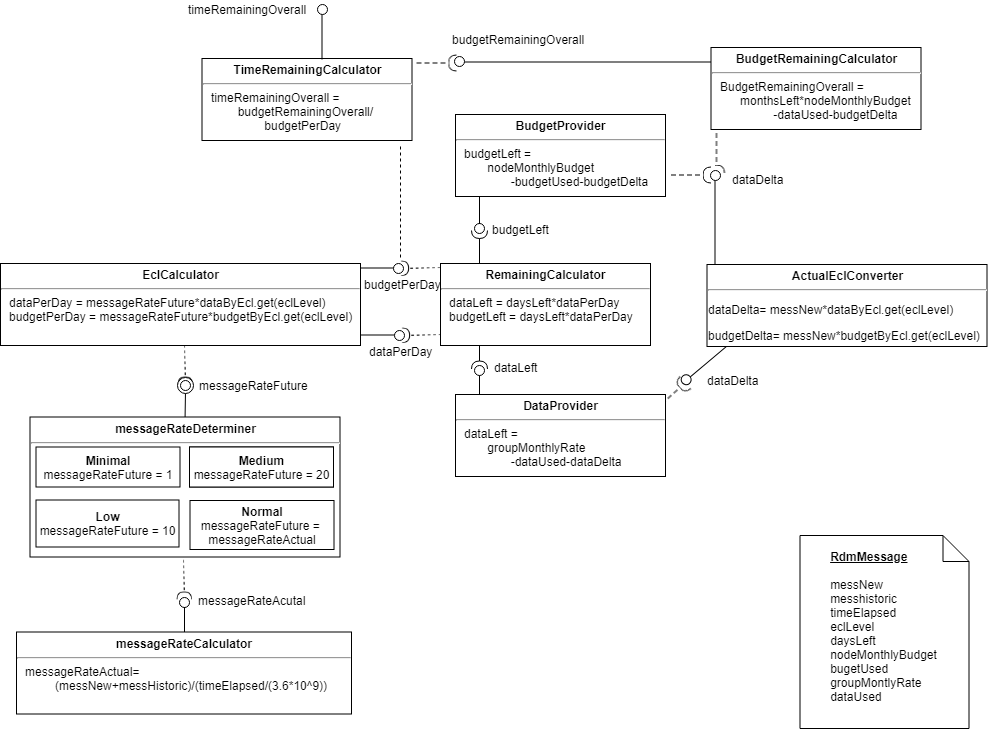 timeRemainingOverall
budgetRemainingOverall
TimeRemainingCalculator
timeRemainingOverall =
budgetRemainingOverall/
budgetPerDay
BudgetRemainingCalculator
BudgetRemainingOverall =
monthsLeft*nodeMonthlyBudget
-dataUsed-budgetDelta
BudgetProvider
budgetLeft =
nodeMonthlyBudget
-budgetUsed-budgetDelta
dataDelta
budgetLeft
EclCalculator
dataPerDay = messageRateFuture*dataByEcl.get(eclLevel)
budgetPerDay = messageRateFuture*budgetByEcl.get(eclLevel)
budgetPerDay
RemainingCalculator
dataLeft = daysLeft*dataPerDay
budgetLeft = daysLeft*dataPerDay
ActualEclConverter
dataDelta= messNew*dataByEcl.get(eclLevel)
budgetDelta= messNew*budgetByEcl.get(eclLevel)
dataPerDay
dataLeft
dataDelta
messageRateFuture
DataProvider
dataLeft =
groupMonthlyRate
-dataUsed-dataDelta
messageRateDeterminer
Minimal
messageRateFuture = 1
Medium
messageRateFuture = 20
Low
messageRateFuture = 10
Normal
messageRateFuture =
messageRateActual
messageRateAcutal
messageRateCalculator
messageRateActual=
(messNew+messHistoric)/(timeElapsed/(3.6*10^9))
RdmMessage
messNew
messhistoric
timeElapsed
eclLevel
daysLeft
nodeMonthlyBudget
bugetUsed
groupMontlyRate
dataUsed